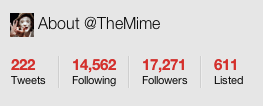 About @TheMime
222 14,562 17,271 611
Tweets Following Followers Listed